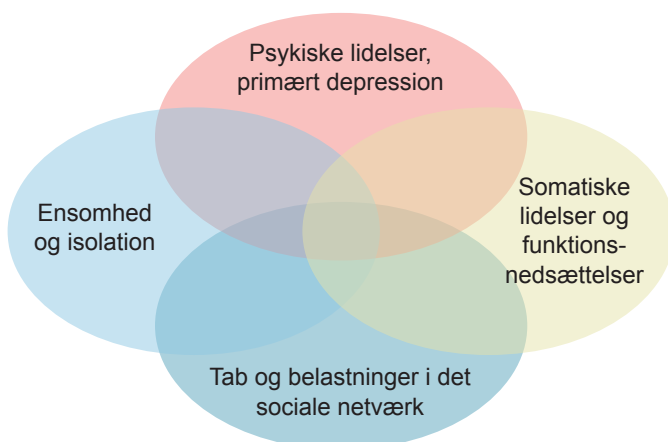 Psykiske lidelser,
primært depression
Ensomhed
og isolation
Somatiske
lidelser og
funktions-
nedsættelser
Tab og belastninger i det
sociale netværk